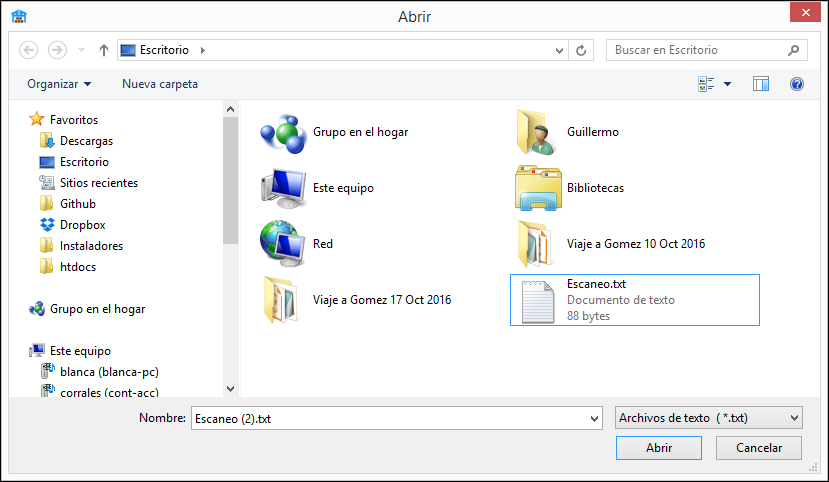 Abrir
Escritorio
Buscar en Escritorio
Organizar
Nueva carpeta
Favoritos
Descargas
Escritorio
Sitios recientes
Github
Dropbox
Instaladores
htdocs
Grupo en el hogar
Este equipo
blanca (blanca-pc)
corrales (cont-acc)
Grupo en el hogar
Guillermo
Este equipo
Bibliotecas
Red
Viaje a Gomez 10 Oct 2016
Viaje a Gomez 17 Oct 2016
Escaneo.txt
Documento de texto
88 bytes
Nombre:
Escaneo (2).txt
Archivos de texto ( *.txt)
Abrir
Cancelar